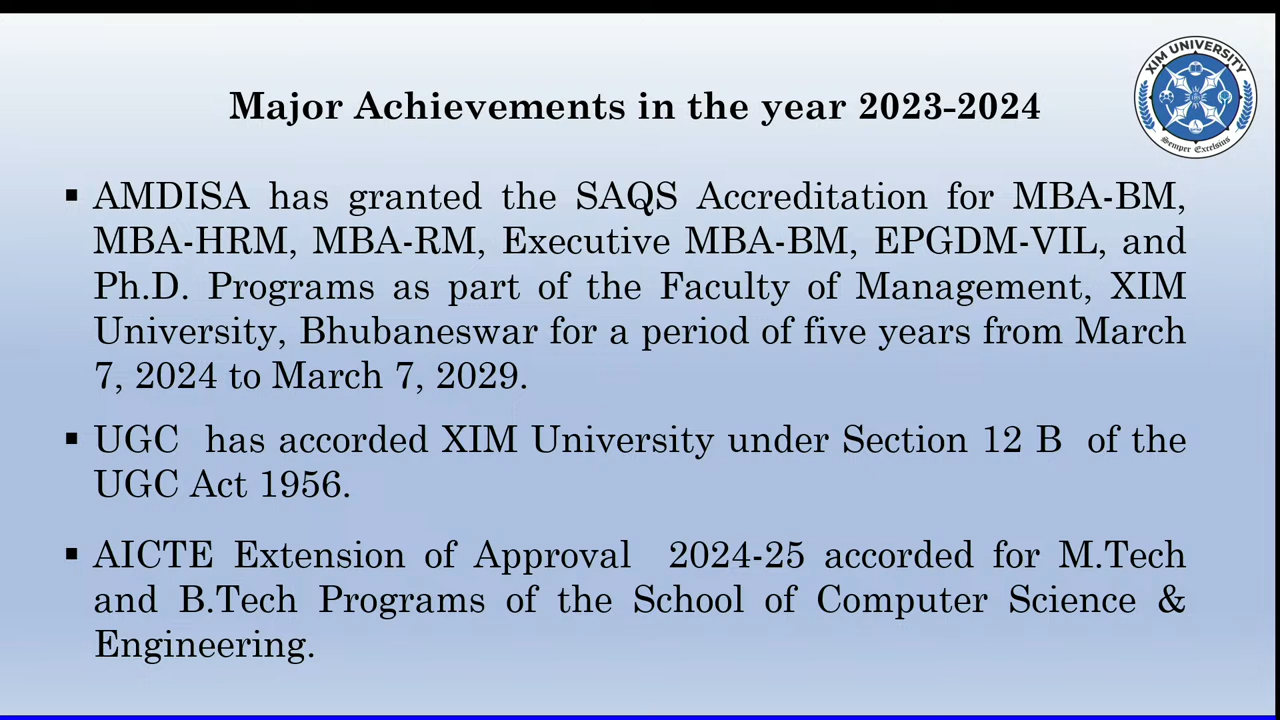 XIM UNIVERSITY
Semper Excelsius
Major Achievements in the year 2023-2024
▪ AMDISA has granted the SAQS Accreditation for MBA-BM,
MBA-HRM, MBA-RM, Executive MBA-BM, EPGDM-VIL, and
Ph.D. Programs as part of the Faculty of Management, XIM
University, Bhubaneswar for a period of five years from March
7, 2024 to March 7, 2029.
▪ UGC has accorded XIM University under Section 12 B of the
UGC Act 1956.
▪ AICTE Extension of Approval 2024-25 accorded for M.Tech
and B.Tech Programs of the School of Computer Science &
Engineering.